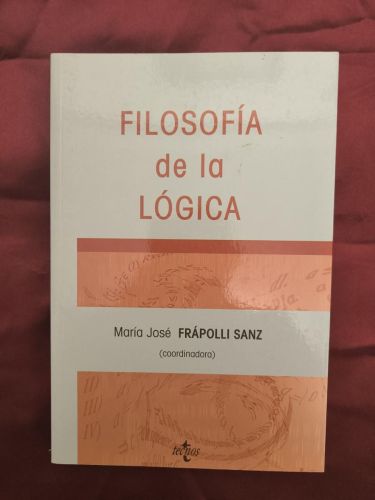 FILOSOFÍA
de la
LÓGICA
María José FRÁPOLLI SANZ
(coordinadora)
tecnos